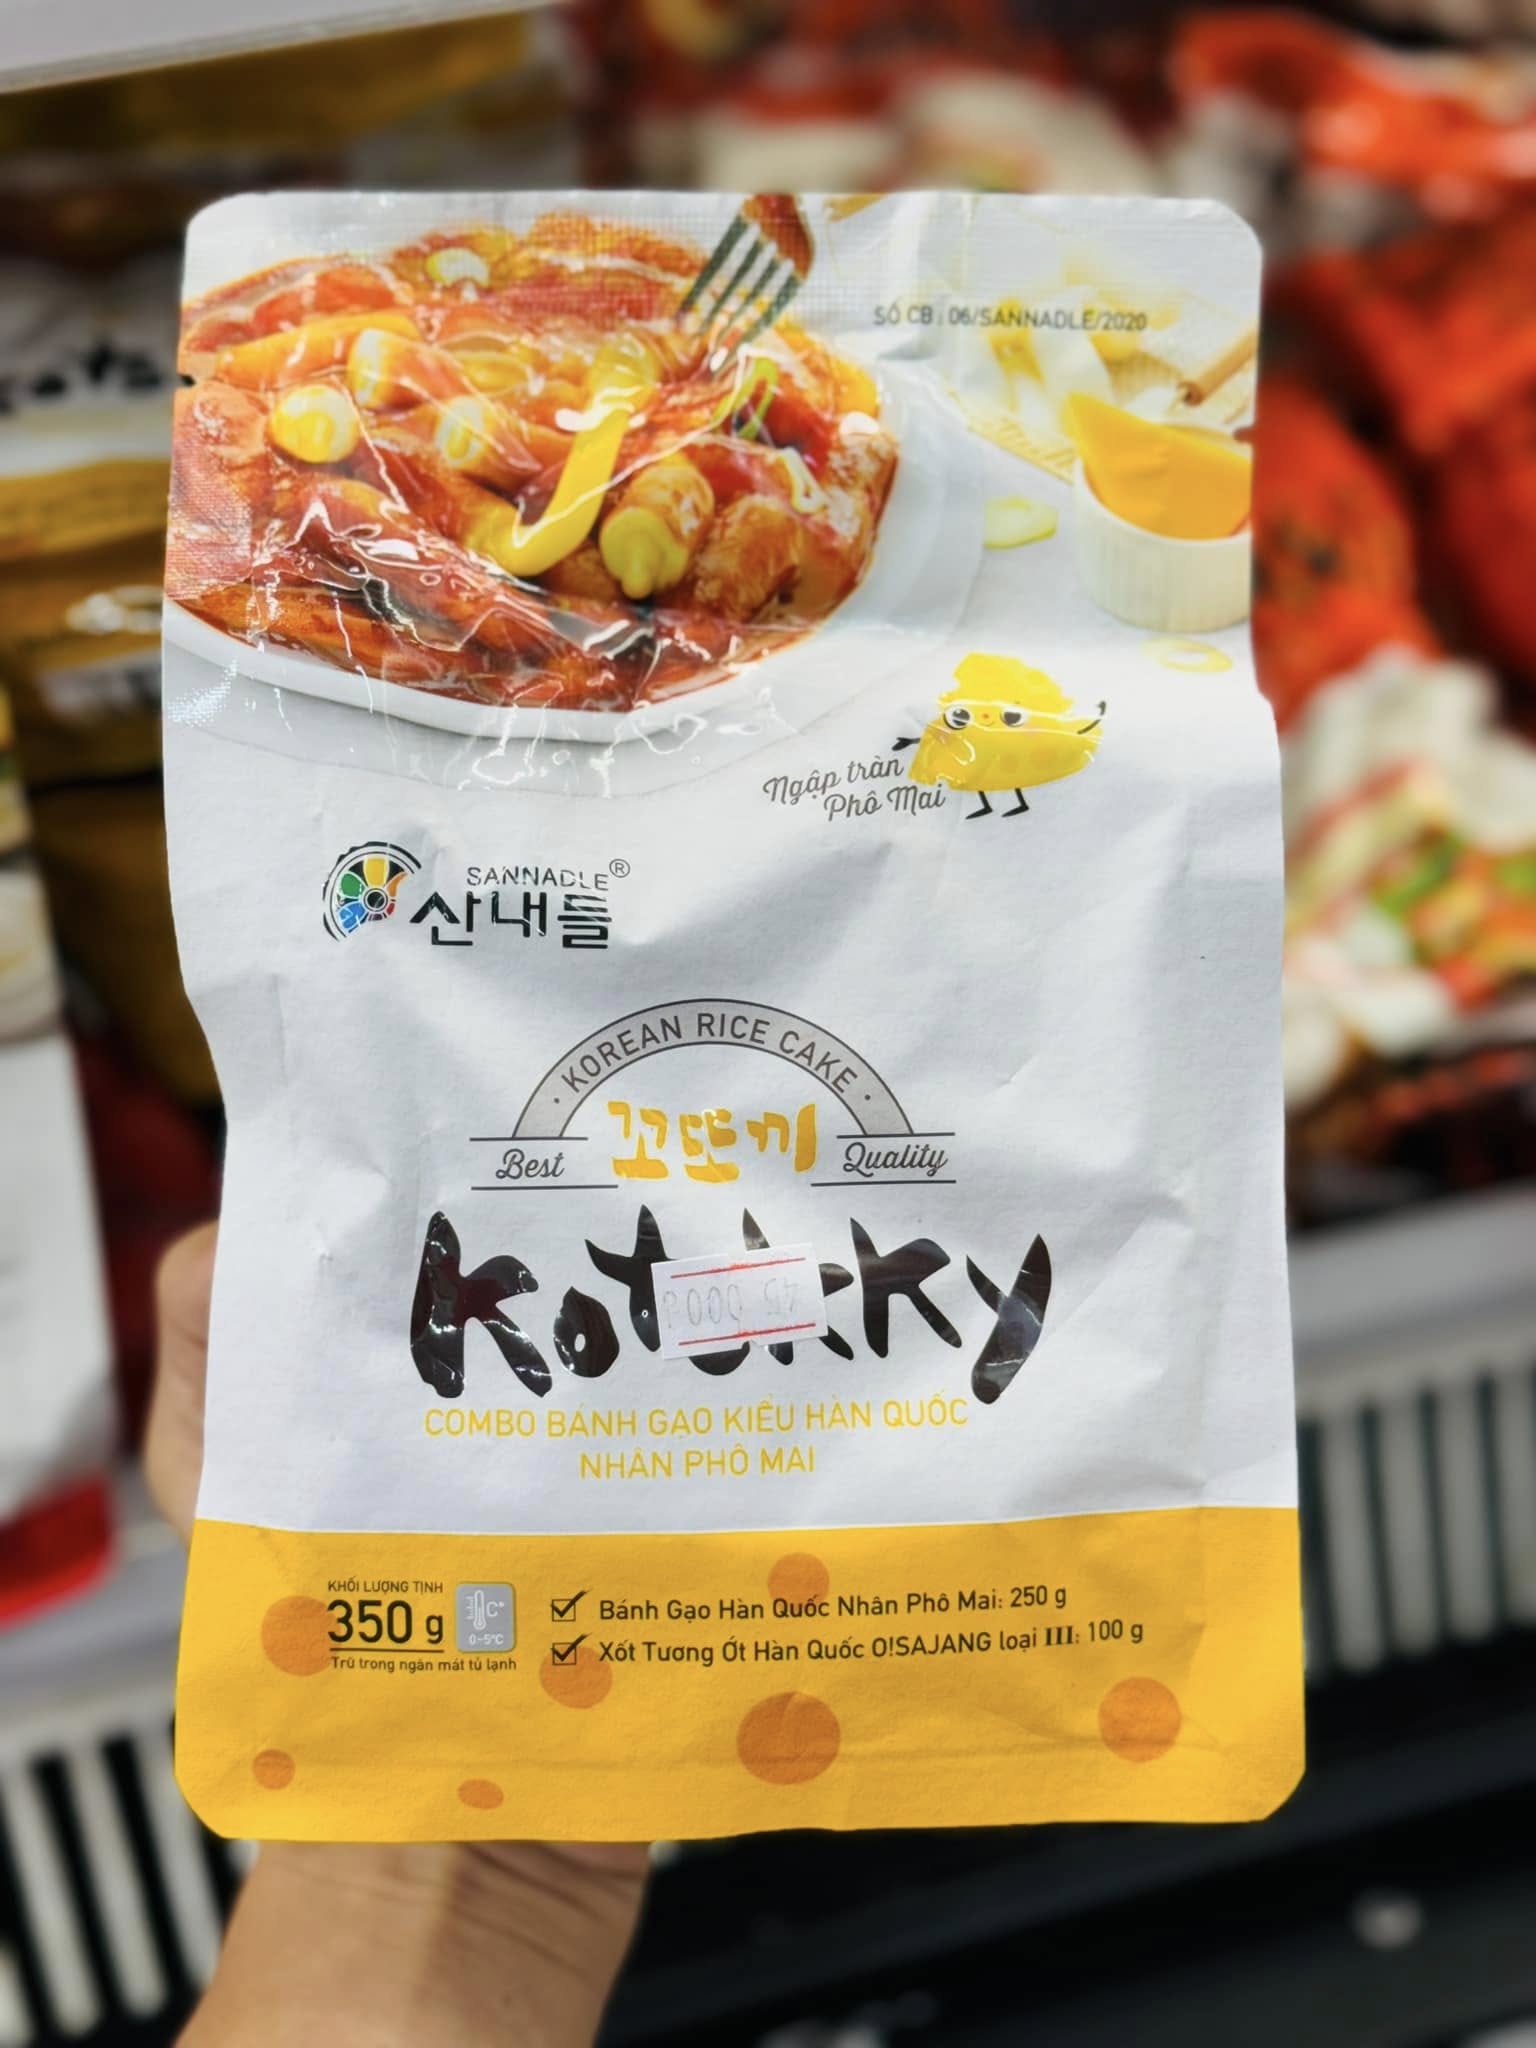 SỐ CB : 06/SANNADLE/2020
Ngập tràn
Phô Mai
SANNADLE®
산내들
· KOREAN RICE CAKE ·
Best
꼬또끼
Quality
COMBO BÁNH GẠO KIỂU HÀN QUỐC
NHÂN PHÔ MAI
KHỐI LƯỢNG TỊNH
350 g
C°
0-5°C
Trữ trong ngăn mát tủ lạnh
Bánh Gạo Hàn Quốc Nhân Phô Mai: 250 g
Xốt Tương Ớt Hàn Quốc O!SAJANG loại III: 100 g